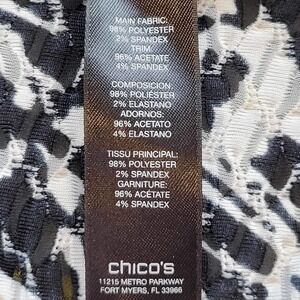 MAIN FABRIC:
98% POLYESTER
2% SPANDEX
TRIM:
96% ACETATE
4% SPANDEX
COMPOSICION:
98% POLIÉSTER
2% ELASTANO
ADORNOS:
96% ACETATO
4% ELASTANO
TISSU PRINCIPAL:
98% POLYESTER
2% SPANDEX
GARNITURE:
96% ACÉTATE
4% SPANDEX
chico's
11215 METRO PARKWAY
FORT MYERS, FL 33966